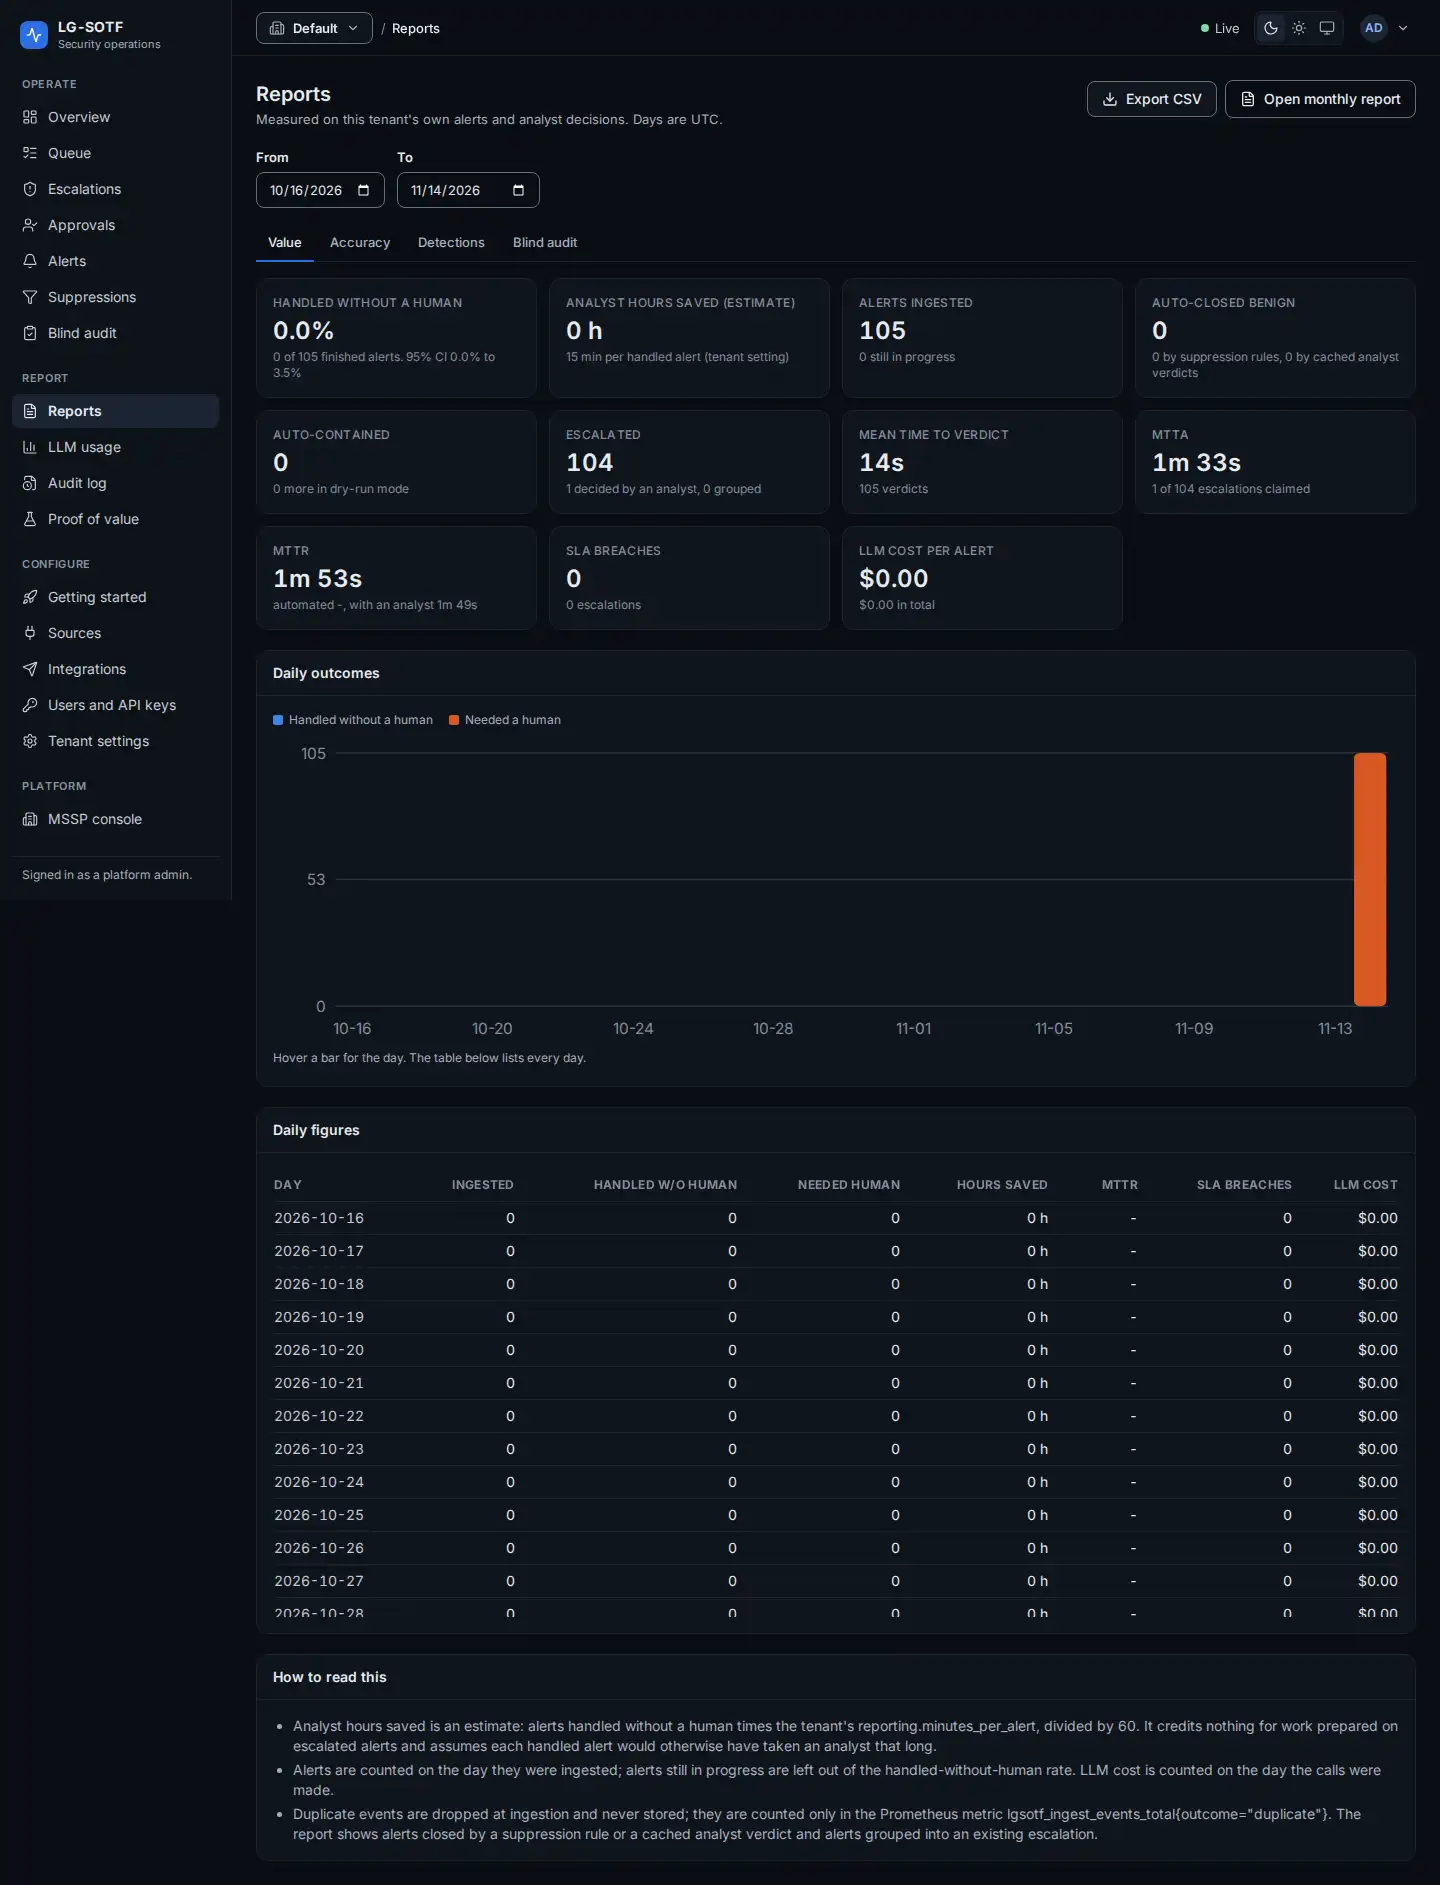 LG-SOTF
Security operations
OPERATE
Overview
Queue
Escalations
Approvals
Alerts
Suppressions
Blind audit
REPORT
Reports
LLM usage
Audit log
Proof of value
CONFIGURE
Getting started
Sources
Integrations
Users and API keys
Tenant settings
PLATFORM
MSSP console
Signed in as a platform admin.
Default / Reports
Live
AD
Reports
Measured on this tenant's own alerts and analyst decisions. Days are UTC.
Export CSV
Open monthly report
From To
10/16/2026 11/14/2026
Value Accuracy Detections Blind audit
HANDLED WITHOUT A HUMAN
0.0%
0 of 105 finished alerts. 95% CI 0.0% to
3.5%
ANALYST HOURS SAVED (ESTIMATE)
0 h
15 min per handled alert (tenant setting)
ALERTS INGESTED
105
0 still in progress
AUTO-CLOSED BENIGN
0
0 by suppression rules, 0 by cached analyst
verdicts
AUTO-CONTAINED
0
0 more in dry-run mode
ESCALATED
104
1 decided by an analyst, 0 grouped
MEAN TIME TO VERDICT
14s
105 verdicts
MTTA
1m 33s
1 of 104 escalations claimed
MTTR
1m 53s
automated -, with an analyst 1m 49s
SLA BREACHES
0
0 escalations
LLM COST PER ALERT
$0.00
$0.00 in total
Daily outcomes
Handled without a human Needed a human
105
53
0
10-16 10-20 10-24 10-28 11-01 11-05 11-09 11-13
Hover a bar for the day. The table below lists every day.
Daily figures
DAY INGESTED HANDLED W/O HUMAN NEEDED HUMAN HOURS SAVED MTTR SLA BREACHES LLM COST
2026-10-16 0 0 0 0 h - 0 $0.00
2026-10-17 0 0 0 0 h - 0 $0.00
2026-10-18 0 0 0 0 h - 0 $0.00
2026-10-19 0 0 0 0 h - 0 $0.00
2026-10-20 0 0 0 0 h - 0 $0.00
2026-10-21 0 0 0 0 h - 0 $0.00
2026-10-22 0 0 0 0 h - 0 $0.00
2026-10-23 0 0 0 0 h - 0 $0.00
2026-10-24 0 0 0 0 h - 0 $0.00
2026-10-25 0 0 0 0 h - 0 $0.00
2026-10-26 0 0 0 0 h - 0 $0.00
2026-10-27 0 0 0 0 h - 0 $0.00
2026-10-28 0 0 0 0 h - 0 $0.00
How to read this
• Analyst hours saved is an estimate: alerts handled without a human times the tenant's reporting.minutes_per_alert, divided by 60. It credits nothing for work prepared on
escalated alerts and assumes each handled alert would otherwise have taken an analyst that long.
• Alerts are counted on the day they were ingested; alerts still in progress are left out of the handled-without-human rate. LLM cost is counted on the day the calls were
made.
• Duplicate events are dropped at ingestion and never stored; they are counted only in the Prometheus metric lgsotf_ingest_events_total{outcome="duplicate"}. The
report shows alerts closed by a suppression rule or a cached analyst verdict and alerts grouped into an existing escalation.